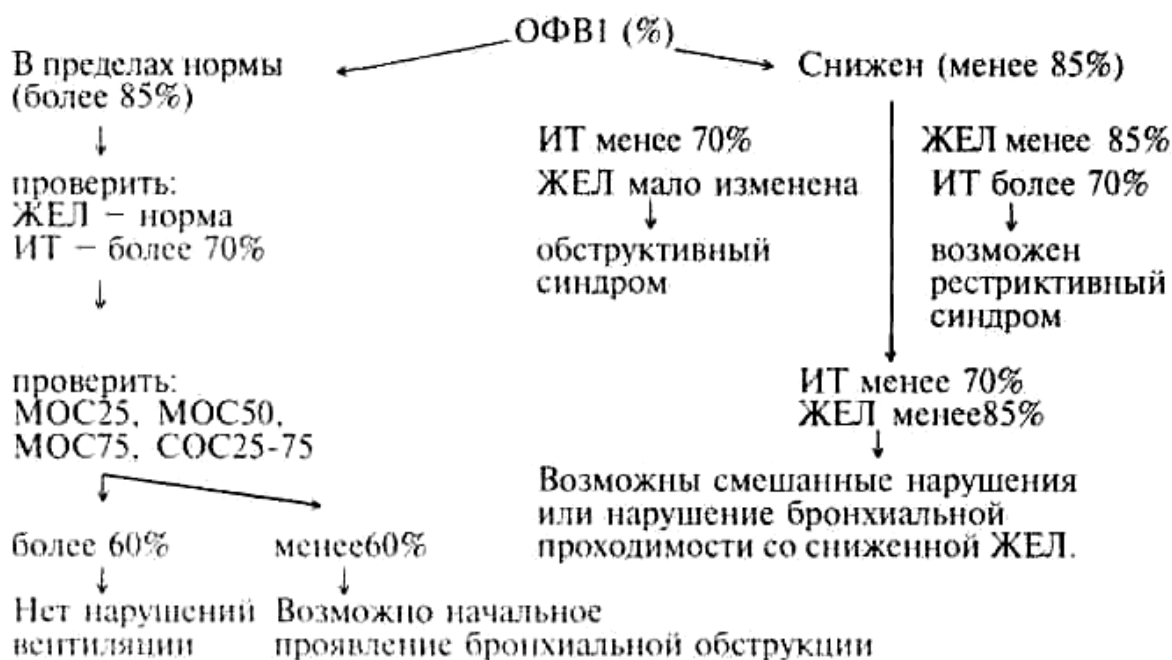 ОФВ1 (%)
В пределах нормы
(более 85%)
Снижен (менее 85%)
проверить:
ЖЕЛ – норма
ИТ – более 70%
ИТ менее 70%
ЖЕЛ мало изменена
обструктивный
синдром
ЖЕЛ менее 85%
ИТ более 70%
возможен
рестриктивный
синдром
проверить:
МОС25, МОС50,
МОС75, СОС25-75
ИТ менее 70%
ЖЕЛ менее85%
Возможны смешанные нарушения
или нарушение бронхиальной
проходимости со сниженной ЖЕЛ.
более 60%
менее60%
Нет нарушений
вентиляции
Возможно начальное
проявление бронхиальной обструкции